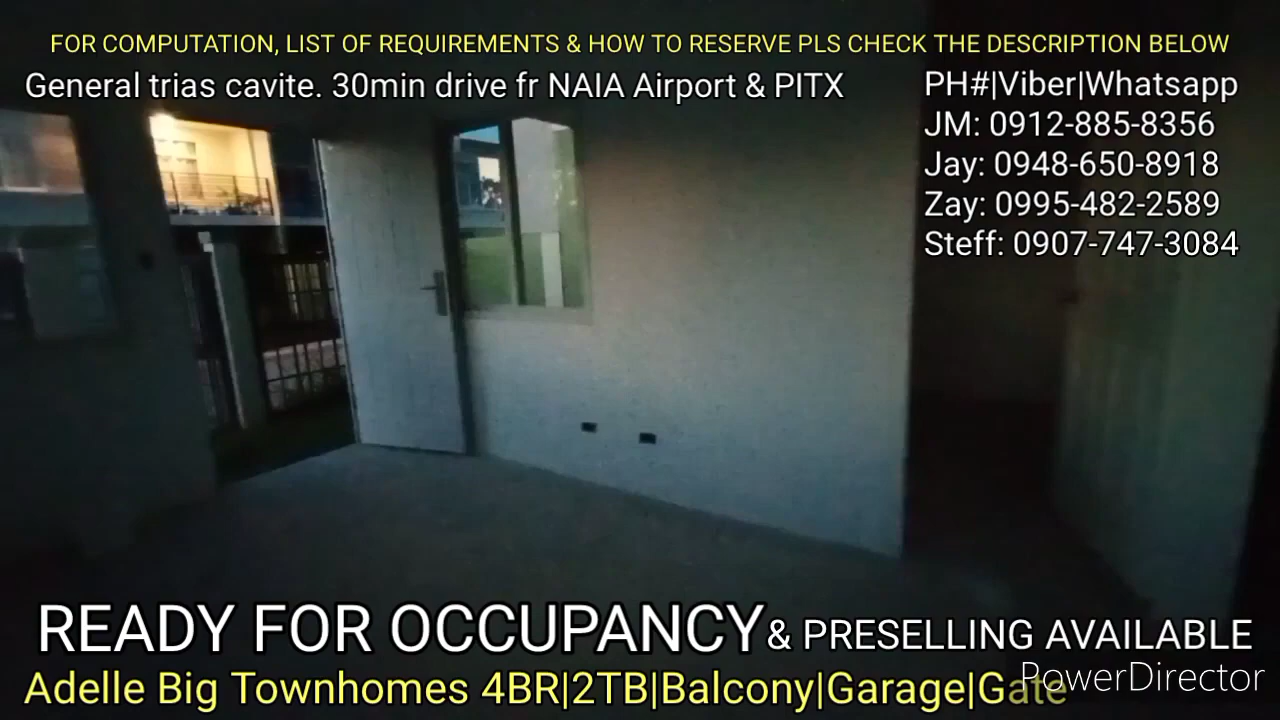 FOR COMPUTATION, LIST OF REQUIREMENTS & HOW TO RESERVE PLS CHECK THE DESCRIPTION BELOW
General trias cavite. 30min drive fr NAIA Airport & PITX
PH#|Viber|Whatsapp
JM: 0912-885-8356
Jay: 0948-650-8918
Zay: 0995-482-2589
Steff: 0907-747-3084
READY FOR OCCUPANCY & PRESELLING AVAILABLE
Adelle Big Townhomes 4BR|2TB|Balcony|Garage|Gate
PowerDirector